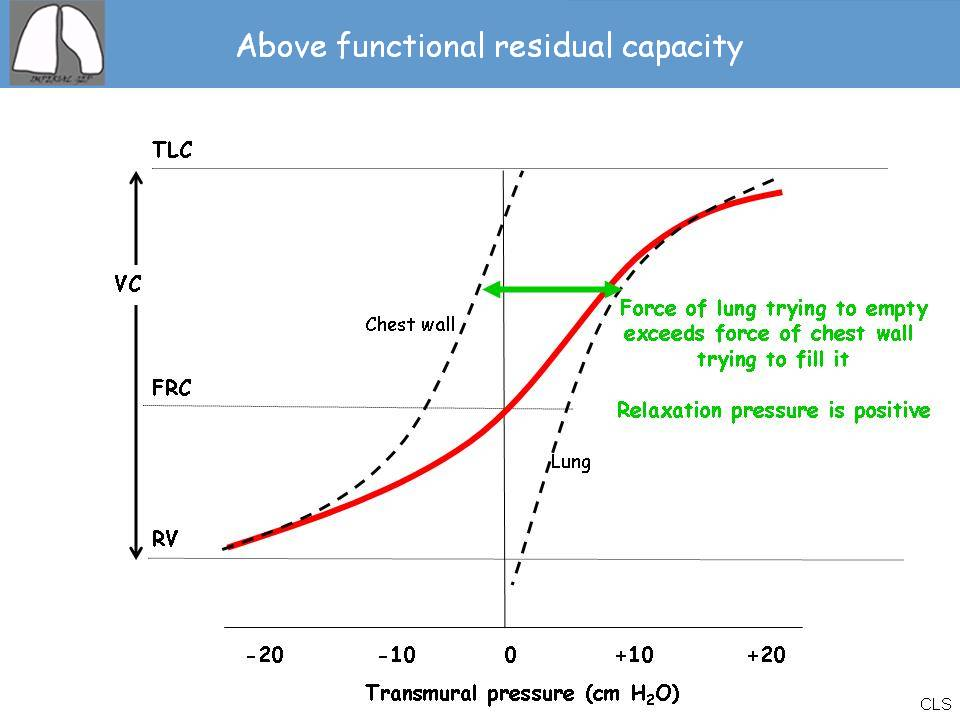 Above functional residual capacity
IMPERIAL SEF
TLC
VC
Chest wall
Force of lung trying to empty
exceeds force of chest wall
trying to fill it
FRC
Relaxation pressure is positive
Lung
RV
-20 -10 0 +10 +20
Transmural pressure (cm H₂O)
CLS